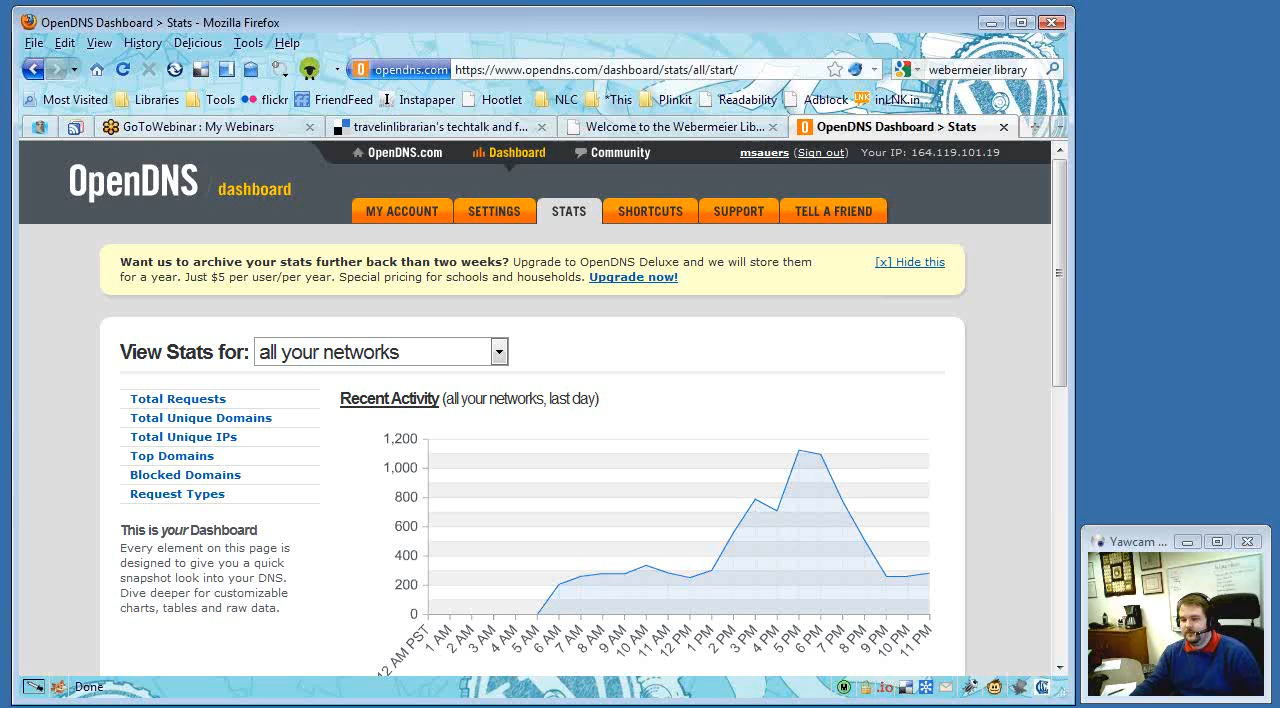 OpenDNS Dashboard > Stats - Mozilla Firefox
File Edit View History Delicious Tools Help
opendns.com https://www.opendns.com/dashboard/stats/all/start/ webermeier library
Most Visited Libraries Tools flickr FriendFeed Instapaper Hootlet NLC *This Plinkit Readability Adblock inLNK.in
GoToWebinar : My Webinars travelinlibrarian's techtalk and f... Welcome to the Webermeier Lib... OpenDNS Dashboard > Stats
OpenDNS.com Dashboard Community msauers (Sign out) Your IP: 164.119.101.19
OpenDNS / dashboard
MY ACCOUNT SETTINGS STATS SHORTCUTS SUPPORT TELL A FRIEND
Want us to archive your stats further back than two weeks? Upgrade to OpenDNS Deluxe and we will store them
for a year. Just $5 per user/per year. Special pricing for schools and households. Upgrade now!
[x] Hide this
View Stats for: all your networks
Total Requests
Total Unique Domains
Total Unique IPs
Top Domains
Blocked Domains
Request Types
This is your Dashboard
Every element on this page is
designed to give you a quick
snapshot look into your DNS.
Dive deeper for customizable
charts, tables and raw data.
Recent Activity (all your networks, last day)
1,200
1,000
800
600
400
200
0
12 AM PST
1 AM
2 AM
3 AM
4 AM
5 AM
6 AM
7 AM
8 AM
9 AM
10 AM
11 AM
12 PM
1 PM
2 PM
3 PM
4 PM
5 PM
6 PM
7 PM
8 PM
9 PM
10 PM
11 PM
Done
.io
Yawcam ...